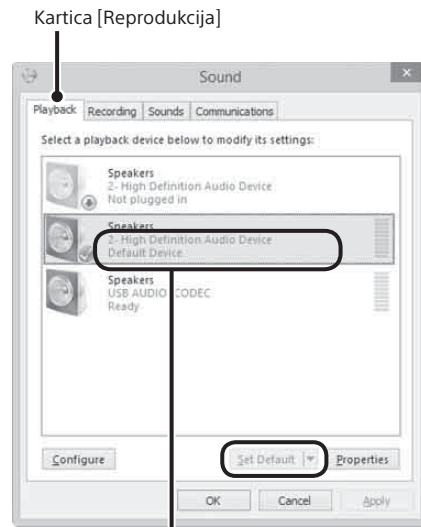 Kartica [Reprodukcija]
Sound
Playback Recording Sounds Communications
Select a playback device below to modify its settings:
Speakers
2- High Definition Audio Device
Not plugged in
Speakers
2- High Definition Audio Device
Default Device
Speakers
USB AUDIO CODEC
Ready
Configure Set Default Properties
OK Cancel Apply